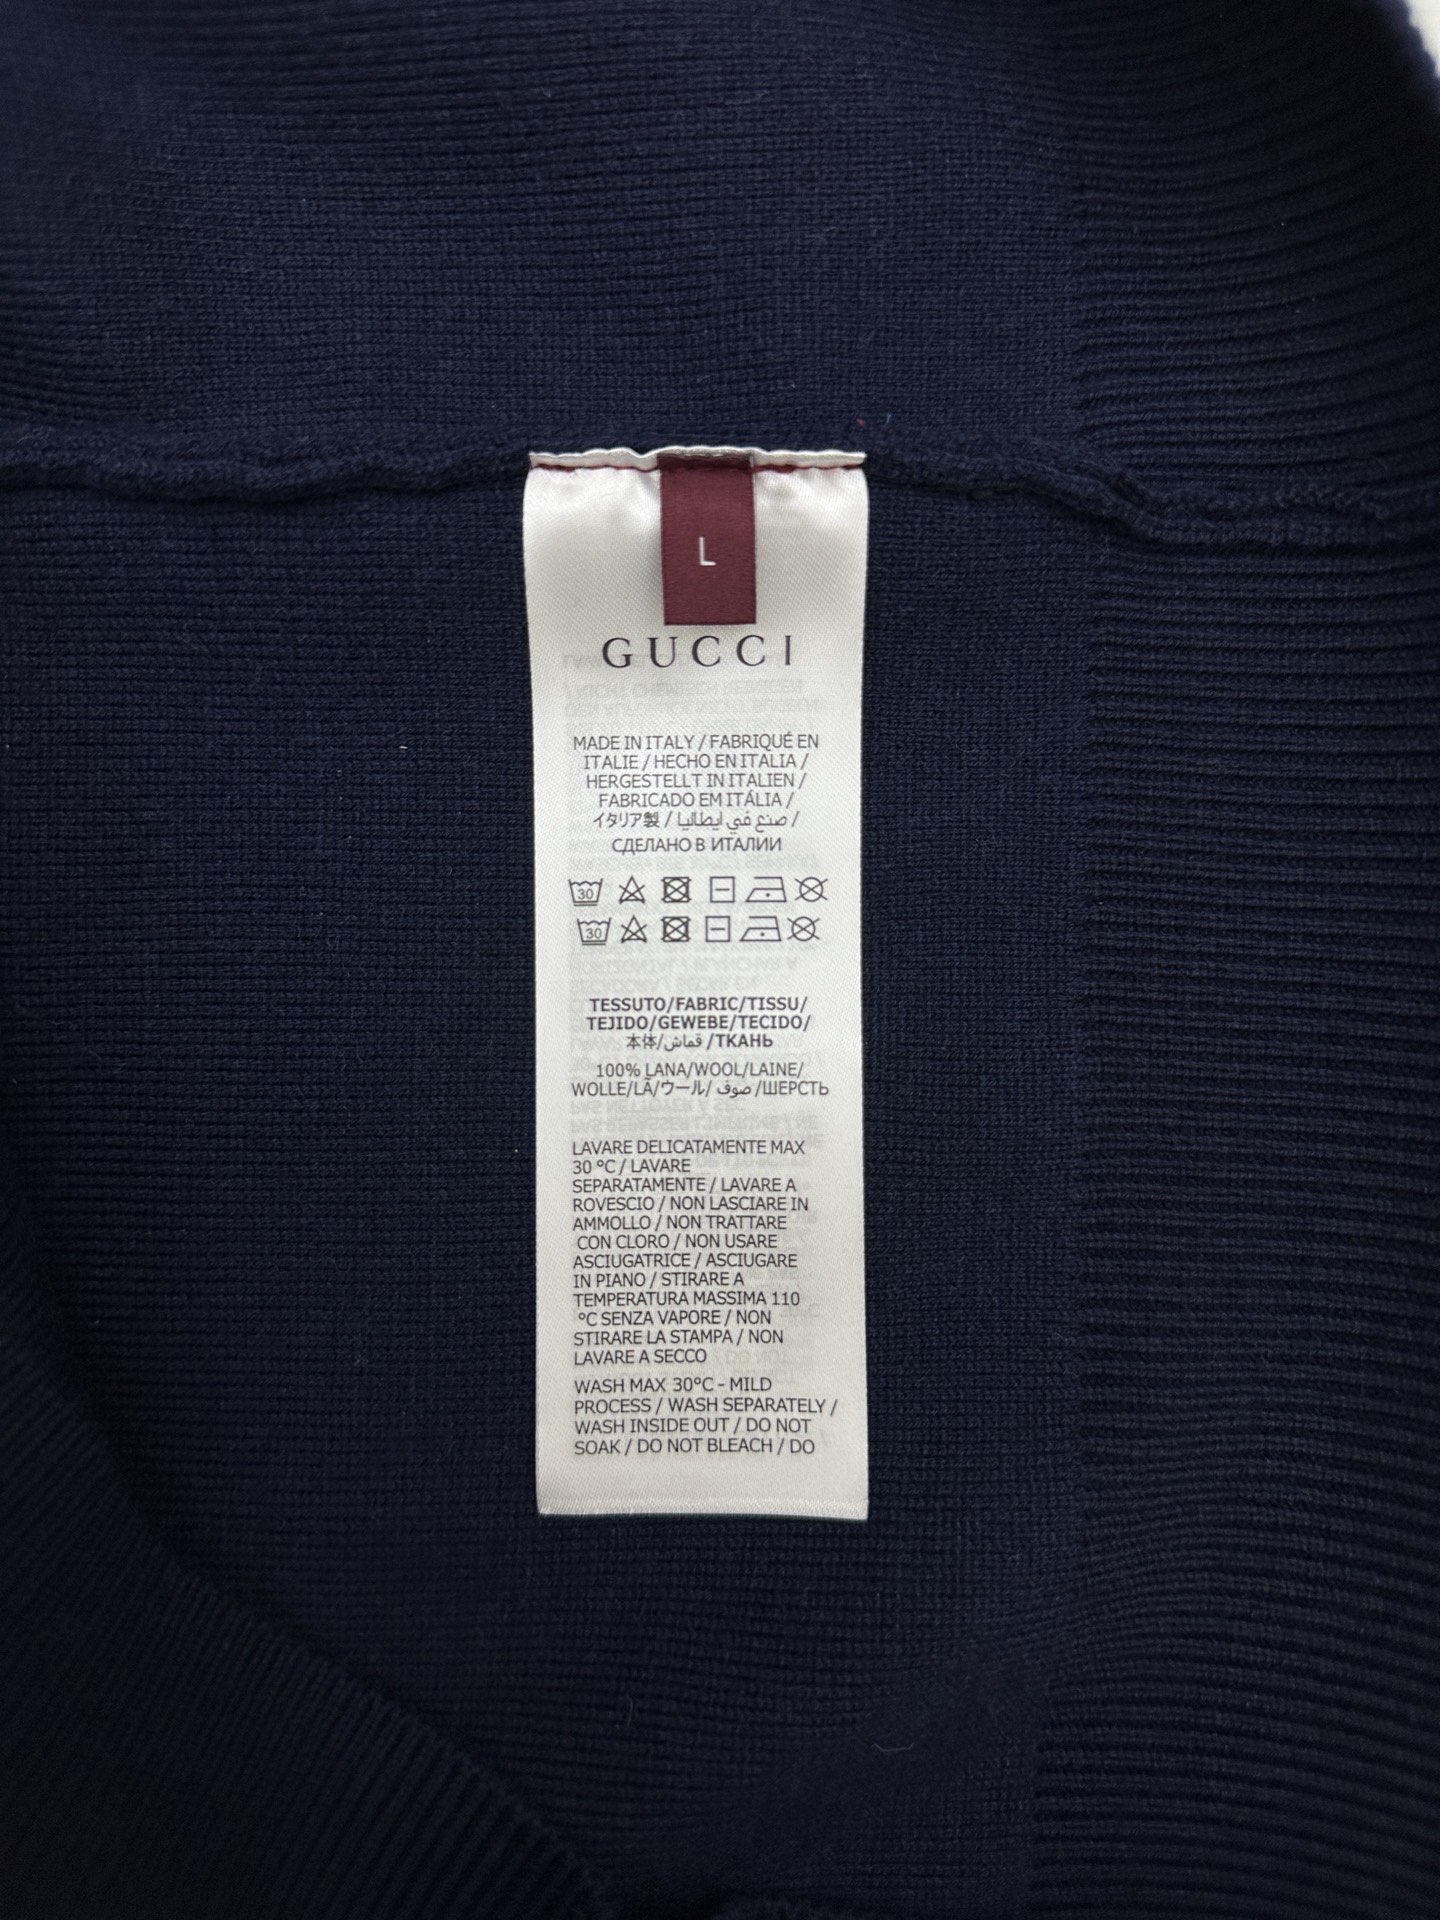 L
GUCCI
MADE IN ITALY / FABRIQUÉ EN
ITALIE / HECHO EN ITALIA /
HERGESTELLT IN ITALIEN /
FABRICADO EM ITÁLIA /
イタリア製 / صنع في ايطاليا /
СДЕЛАНО В ИТАЛИИ
30
30
TESSUTO/FABRIC/TISSU/
TEJIDO/GEWEBE/TECIDO/
本体/قماش /ТКАНЬ
100% LANA/WOOL/LAINE/
WOLLE/LÃ/ウール/ صوف /ШЕРСТЬ
LAVARE DELICATAMENTE MAX
30 °C / LAVARE
SEPARATAMENTE / LAVARE A
ROVESCIO / NON LASCIARE IN
AMMOLLO / NON TRATTARE
CON CLORO / NON USARE
ASCIUGATRICE / ASCIUGARE
IN PIANO / STIRARE A
TEMPERATURA MASSIMA 110
°C SENZA VAPORE / NON
STIRARE LA STAMPA / NON
LAVARE A SECCO
WASH MAX 30°C - MILD
PROCESS / WASH SEPARATELY /
WASH INSIDE OUT / DO NOT
SOAK / DO NOT BLEACH / DO